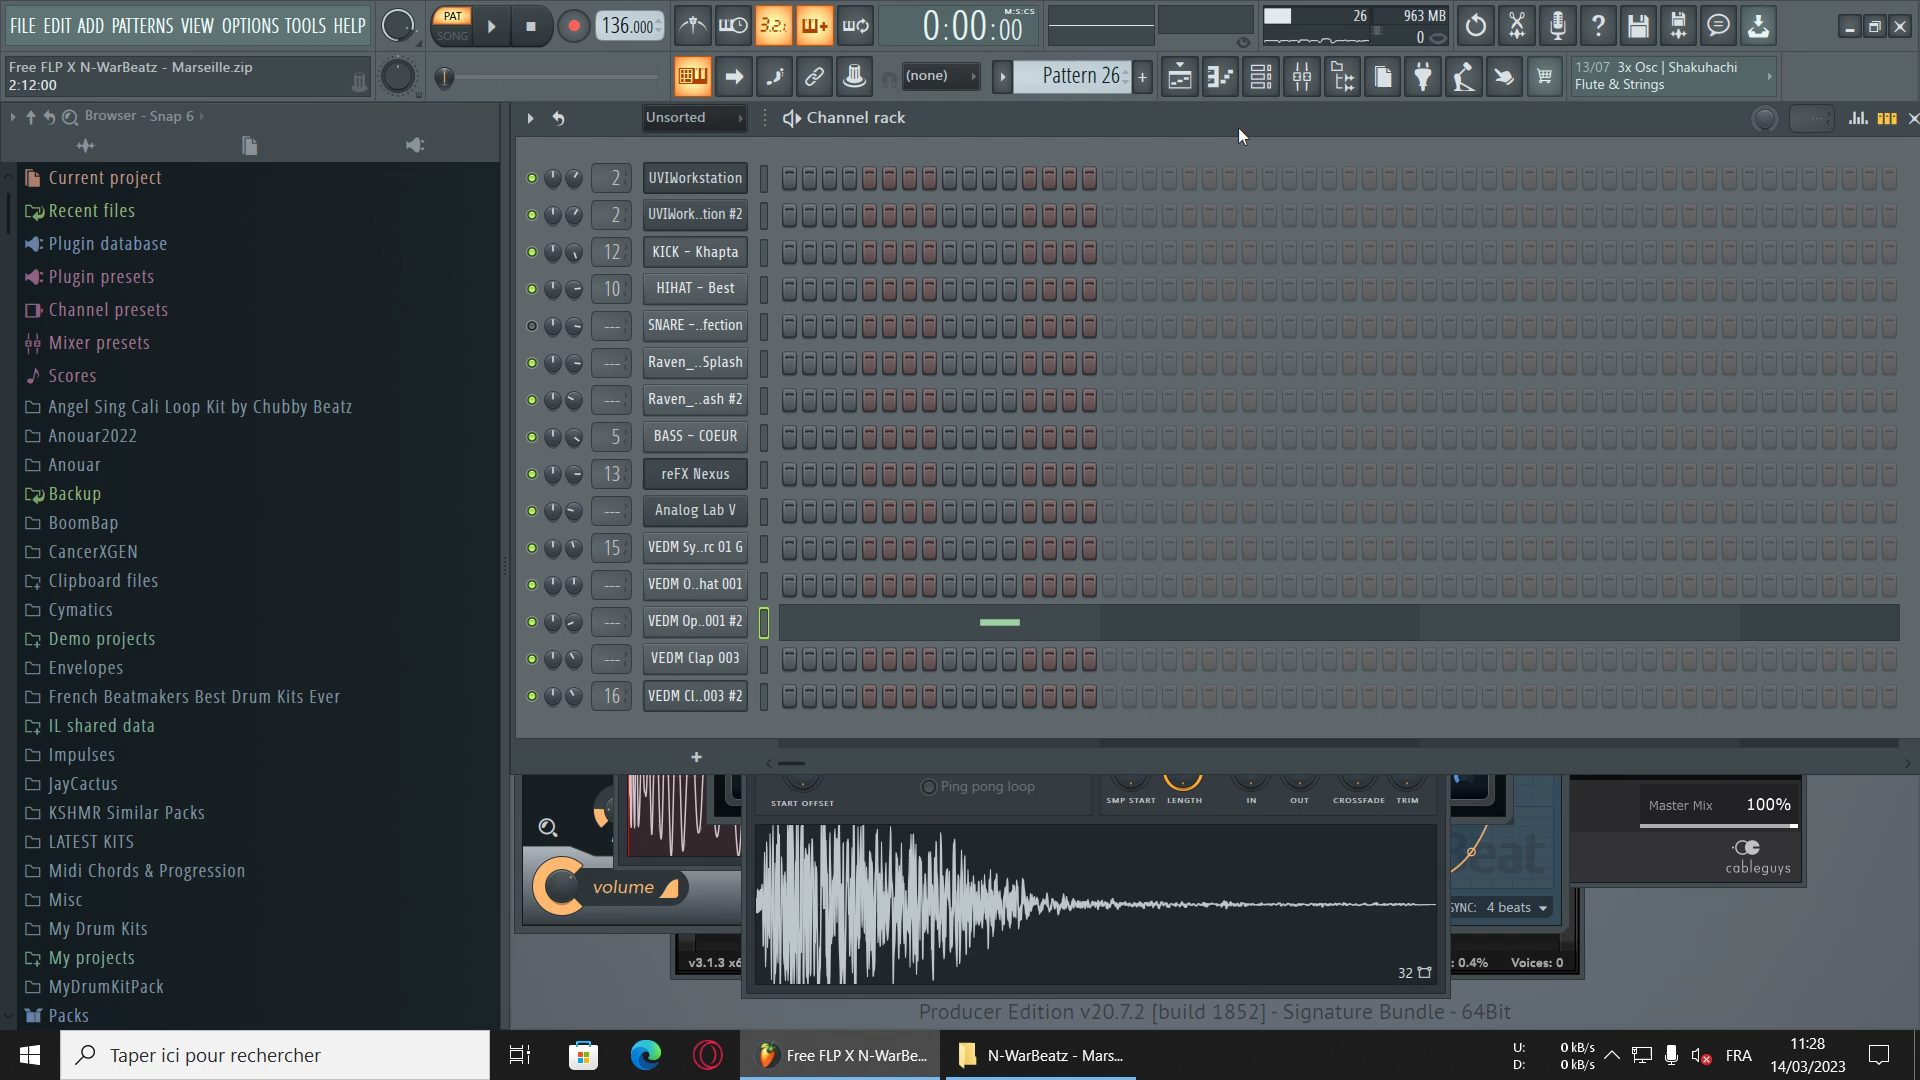 FILE EDIT ADD PATTERNS VIEW OPTIONS TOOLS HELP
PAT
SONG
136.000
3.2.1
0:00:00
M:S:CS
26
963 MB
0
Free FLP X N-WarBeatz - Marseille.zip
2:12:00
(none)
Pattern 26
+
13/07 3x Osc | Shakuhachi
Flute & Strings
Browser - Snap 6
Unsorted
Channel rack
Current project
Recent files
Plugin database
Plugin presets
Channel presets
Mixer presets
Scores
Angel Sing Cali Loop Kit by Chubby Beatz
Anouar2022
Anouar
Backup
BoomBap
CancerXGEN
Clipboard files
Cymatics
Demo projects
Envelopes
French Beatmakers Best Drum Kits Ever
IL shared data
Impulses
JayCactus
KSHMR Similar Packs
LATEST KITS
Midi Chords & Progression
Misc
My Drum Kits
My projects
MyDrumKitPack
Packs
2 UVIWorkstation
2 UVIWork..tion #2
12 KICK - Khapta
10 HIHAT - Best
--- SNARE -..fection
--- Raven_..Splash
--- Raven_..ash #2
5 BASS - COEUR
13 reFX Nexus
--- Analog Lab V
15 VEDM Sy..rc 01 G
--- VEDM O..hat 001
--- VEDM Op..001 #2
--- VEDM Clap 003
16 VEDM Cl..003 #2
+
START OFFSET
Ping pong loop
SMP START LENGTH IN OUT CROSSFADE TRIM
volume
32
v3.1.3 x6
eat
SYNC: 4 beats
: 0.4% Voices: 0
Master Mix 100%
cableguys
Producer Edition v20.7.2 [build 1852] - Signature Bundle - 64Bit
Taper ici pour rechercher
Free FLP X N-WarBe...
N-WarBeatz - Mars...
U: 0 kB/s
D: 0 kB/s
FRA
11:28
14/03/2023